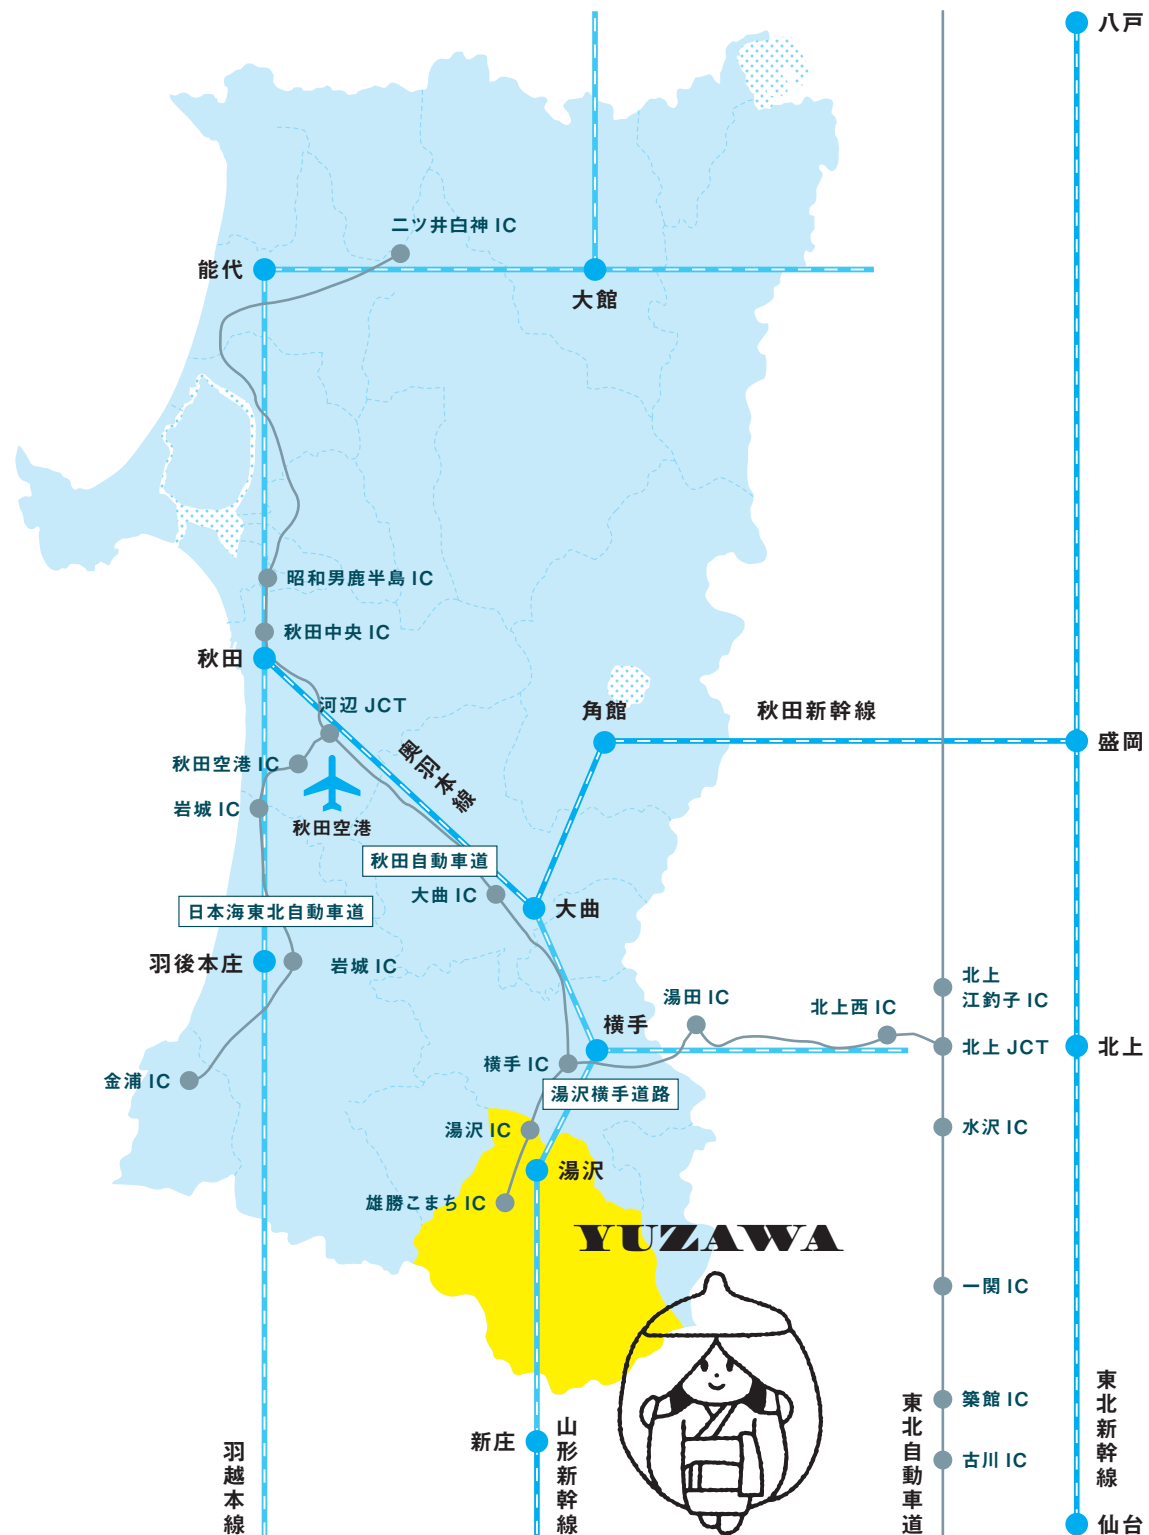 八戸
二ツ井白神 IC
能代
大館
昭和男鹿半島 IC
秋田中央 IC
秋田
河辺 JCT
角館
秋田新幹線
盛岡
奥羽本線
秋田空港 IC
岩城 IC
秋田空港
秋田自動車道
大曲 IC
大曲
日本海東北自動車道
羽後本庄
岩城 IC
湯田 IC
北上西 IC
北上
江釣子 IC
横手
北上 JCT
北上
横手 IC
金浦 IC
湯沢横手道路
湯沢 IC
水沢 IC
湯沢
雄勝こまち IC
YUZAWA
一関 IC
築館 IC
古川 IC
新庄
山形新幹線
羽越本線
東北自動車道
東北新幹線
仙台